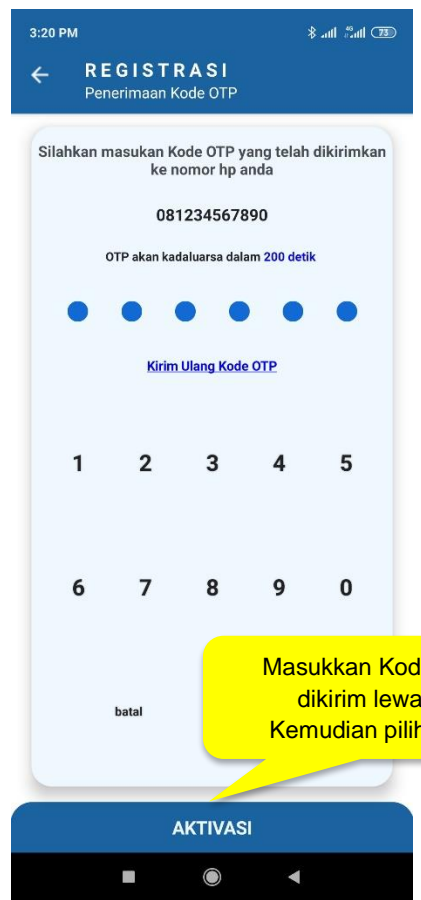 3:20 PM
4G
73
REGISTRASI
Penerimaan Kode OTP
Silahkan masukan Kode OTP yang telah dikirimkan
ke nomor hp anda
081234567890
OTP akan kadaluarsa dalam 200 detik
Kirim Ulang Kode OTP
1 2 3 4 5
6 7 8 9 0
batal
Masukkan Kod
dikirim lewa
Kemudian pilih
AKTIVASI